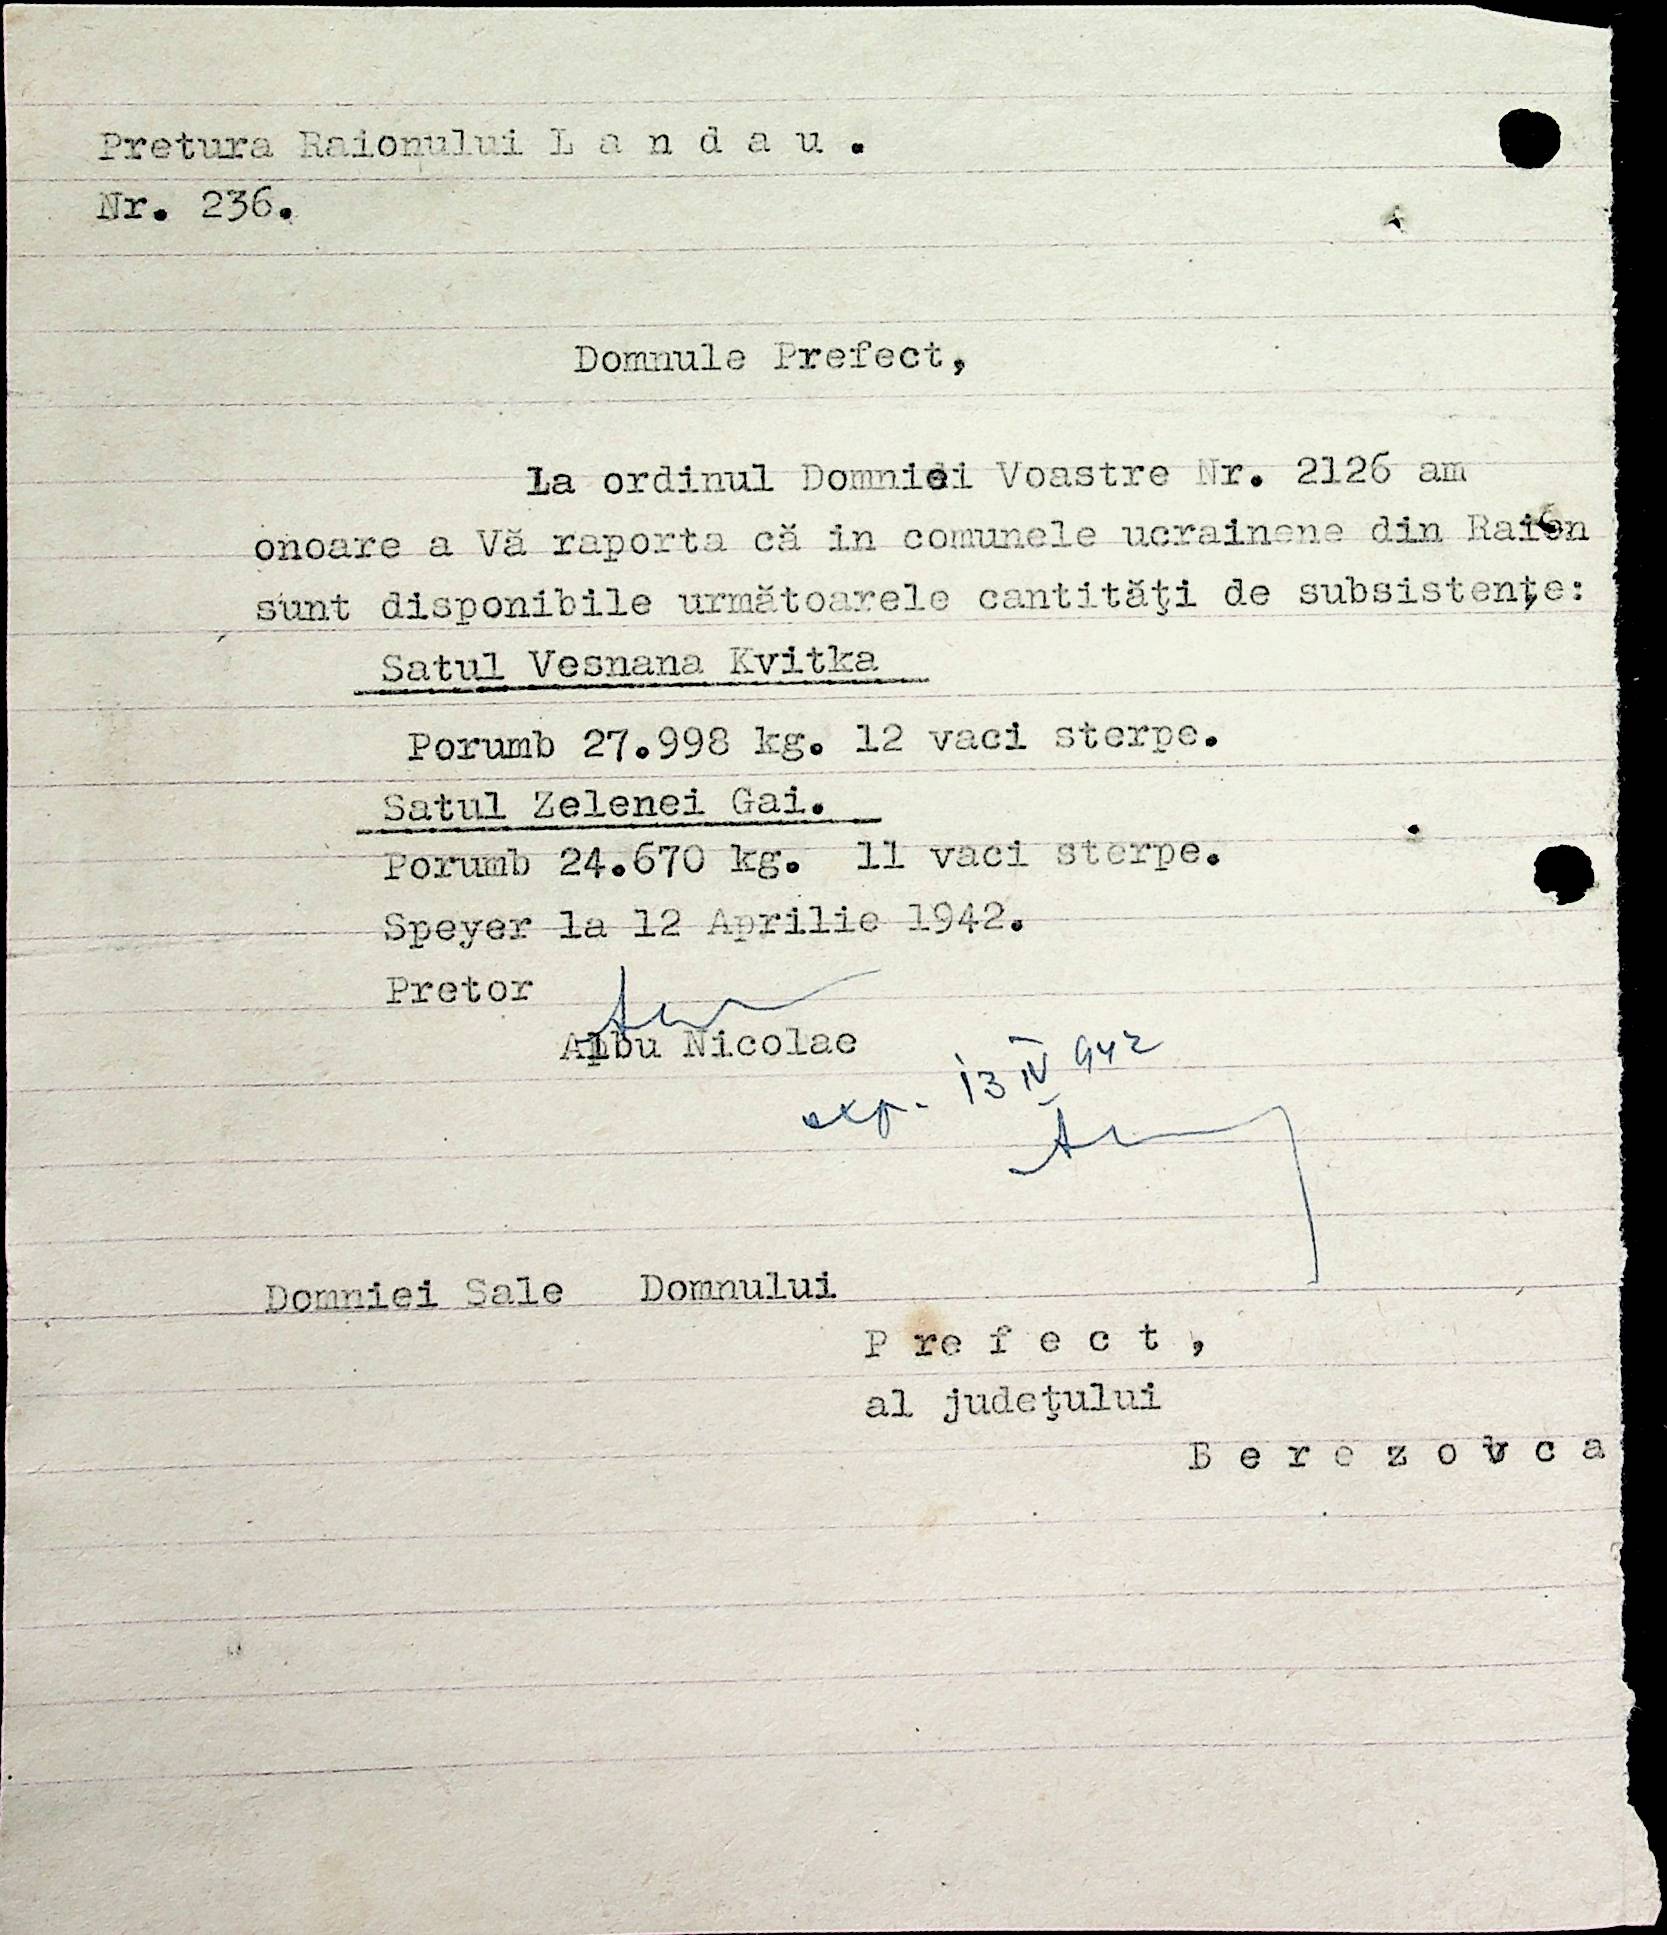 Pretura Raionului L a n d a u .
Nr. 236.
Domnule Prefect,
La ordinul Domniei Voastre Nr. 2126 am
onoare a Vă raporta că in comunele ucrainene din Raion
sunt disponibile următoarele cantităţi de subsistenţe:
Satul Vesnana Kvitka
Porumb 27.998 kg. 12 vaci sterpe.
Satul Zelenei Gai.
Porumb 24.670 kg. 11 vaci sterpe.
Speyer la 12 Aprilie 1942.
Pretor
Albu Nicolae
exp. 13 IV 942
Domniei Sale Domnului
P r e f e c t ,
al judeţului
B e r e z o v c a